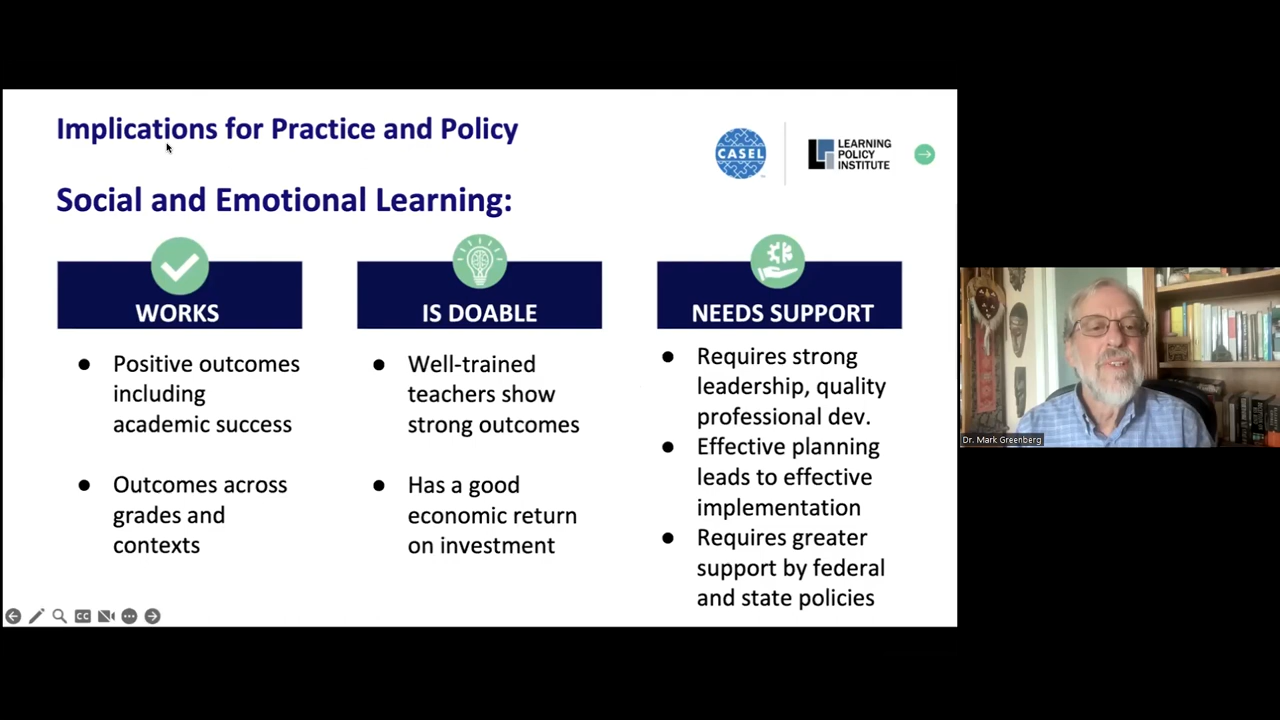 Implications for Practice and Policy
CASEL
LEARNING
POLICY
INSTITUTE
Social and Emotional Learning:
WORKS
● Positive outcomes
including
academic success
● Outcomes across
grades and
contexts
IS DOABLE
● Well-trained
teachers show
strong outcomes
● Has a good
economic return
on investment
NEEDS SUPPORT
● Requires strong
leadership, quality
professional dev.
● Effective planning
leads to effective
implementation
● Requires greater
support by federal
and state policies
CC
Dr. Mark Greenberg